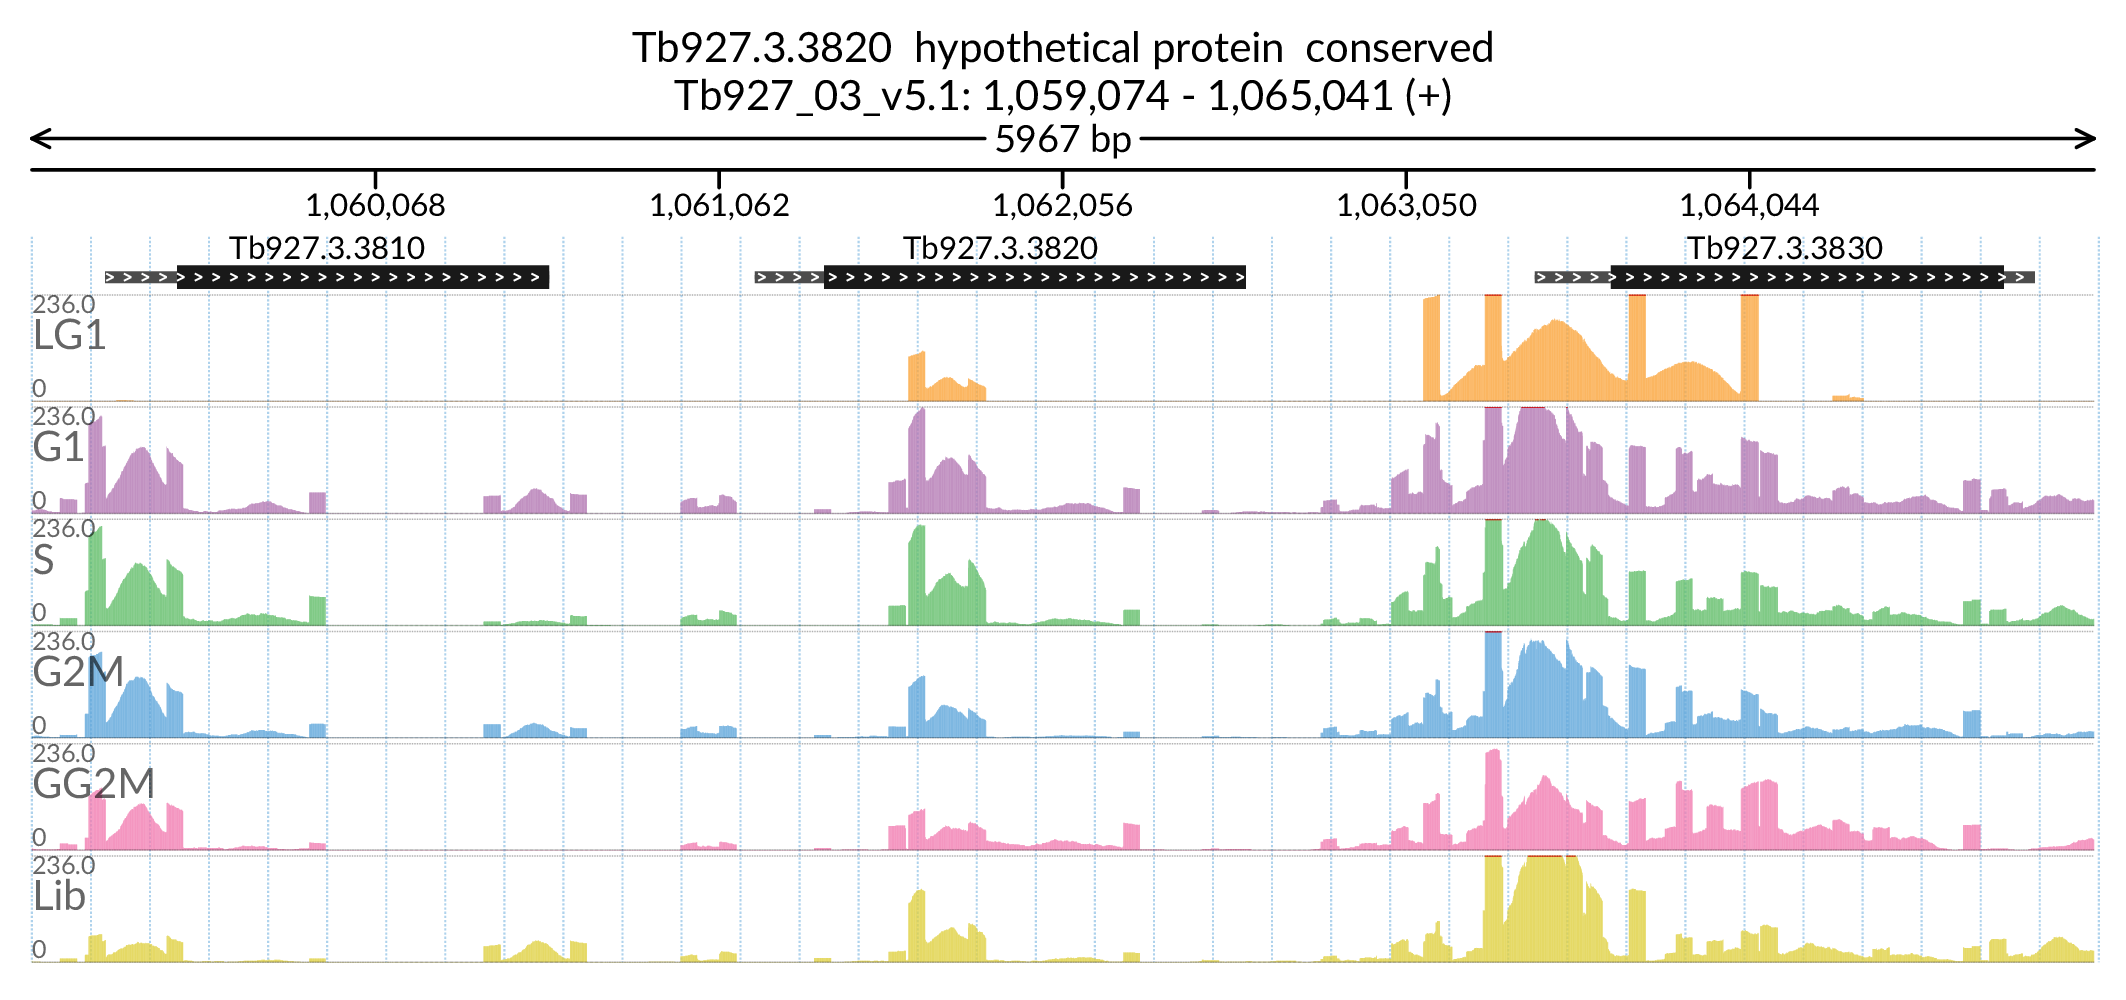 Tb927.3.3820  hypothetical protein  conserved
Tb927_03_v5.1: 1,059,074 - 1,065,041 (+)
5967 bp
1,060,068 1,061,062 1,062,056 1,063,050 1,064,044
Tb927.3.3810 Tb927.3.3820 Tb927.3.3830
236.0
LG1
0
236.0
G1
0
236.0
S
0
236.0
G2M
0
236.0
GG2M
0
236.0
Lib
0